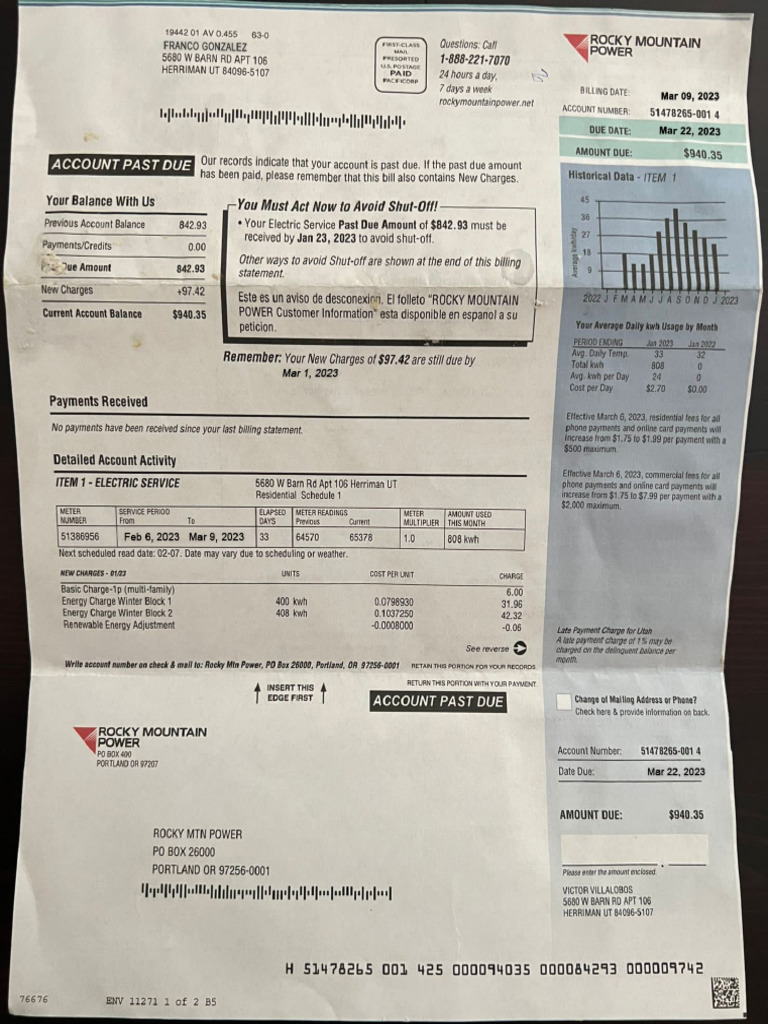 19442 01 AV 0.455 63-0
FRANCO GONZALEZ
5680 W BARN RD APT 106
HERRIMAN UT 84096-5107
FIRST-CLASS
MAIL
PRESORTED
U.S. POSTAGE
PAID
PACIFICORP
Questions: Call
1-888-221-7070
24 hours a day,
7 days a week
rockymountainpower.net
ROCKY MOUNTAIN
POWER
BILLING DATE: Mar 09, 2023
ACCOUNT NUMBER: 51478265-001 4
DUE DATE: Mar 22, 2023
AMOUNT DUE: $940.35
ACCOUNT PAST DUE
Our records indicate that your account is past due. If the past due amount
has been paid, please remember that this bill also contains New Charges.
Your Balance With Us
Previous Account Balance 842.93
Payments/Credits 0.00
Due Amount 842.93
New Charges +97.42
Current Account Balance $940.35
You Must Act Now to Avoid Shut-Off!
• Your Electric Service Past Due Amount of $842.93 must be
received by Jan 23, 2023 to avoid shut-off.
Other ways to avoid Shut-off are shown at the end of this billing
statement.
Este es un aviso de desconexion. El folleto "ROCKY MOUNTAIN
POWER Customer Information" esta disponible en espanol a su
peticion.
Remember: Your New Charges of $97.42 are still due by
Mar 1, 2023
Historical Data - ITEM 1
Average kwh/day
45
36
27
18
9
2022 J F M A M J J A S O N D J 2023
Your Average Daily kwh Usage by Month
PERIOD ENDING Jan 2023 Jan 2022
Avg. Daily Temp. 33 32
Total kwh 808 0
Avg. kwh per Day 24 0
Cost per Day $2.70 $0.00
Effective March 6, 2023, residential fees for all
phone payments and online card payments will
increase from $1.75 to $1.99 per payment with a
$500 maximum.
Effective March 6, 2023, commercial fees for all
phone payments and online card payments will
increase from $1.75 to $7.99 per payment with a
$2,000 maximum.
Payments Received
No payments have been received since your last billing statement.
Detailed Account Activity
ITEM 1 - ELECTRIC SERVICE
5680 W Barn Rd Apt 106 Herriman UT
Residential Schedule 1
METER NUMBER
SERVICE PERIOD From To
ELAPSED DAYS
METER READINGS Previous Current
METER MULTIPLIER
AMOUNT USED THIS MONTH
51386956 Feb 6, 2023 Mar 9, 2023 33 64570 65378 1.0 808 kwh
Next scheduled read date: 02-07. Date may vary due to scheduling or weather.
NEW CHARGES - 01/23 UNITS COST PER UNIT CHARGE
Basic Charge-1p (multi-family) 6.00
Energy Charge Winter Block 1 400 kwh 0.0798930 31.96
Energy Charge Winter Block 2 408 kwh 0.1037250 42.32
Renewable Energy Adjustment -0.0008000 -0.06
See reverse
Late Payment Charge for Utah
A late payment charge of 1% may be
charged on the delinquent balance per
month.
Write account number on check & mail to: Rocky Mtn Power, PO Box 26000, Portland, OR 97256-0001
RETAIN THIS PORTION FOR YOUR RECORDS.
RETURN THIS PORTION WITH YOUR PAYMENT.
INSERT THIS
EDGE FIRST
ACCOUNT PAST DUE
Change of Mailing Address or Phone?
Check here & provide information on back.
ROCKY MOUNTAIN
POWER
PO BOX 400
PORTLAND OR 97207
Account Number: 51478265-001 4
Date Due: Mar 22, 2023
AMOUNT DUE: $940.35
Please enter the amount enclosed.
ROCKY MTN POWER
PO BOX 26000
PORTLAND OR 97256-0001
VICTOR VILLALOBOS
5680 W BARN RD APT 106
HERRIMAN UT 84096-5107
H 51478265 001 425 000094035 000084293 000009742
76676
ENV 11271 1 of 2 B5